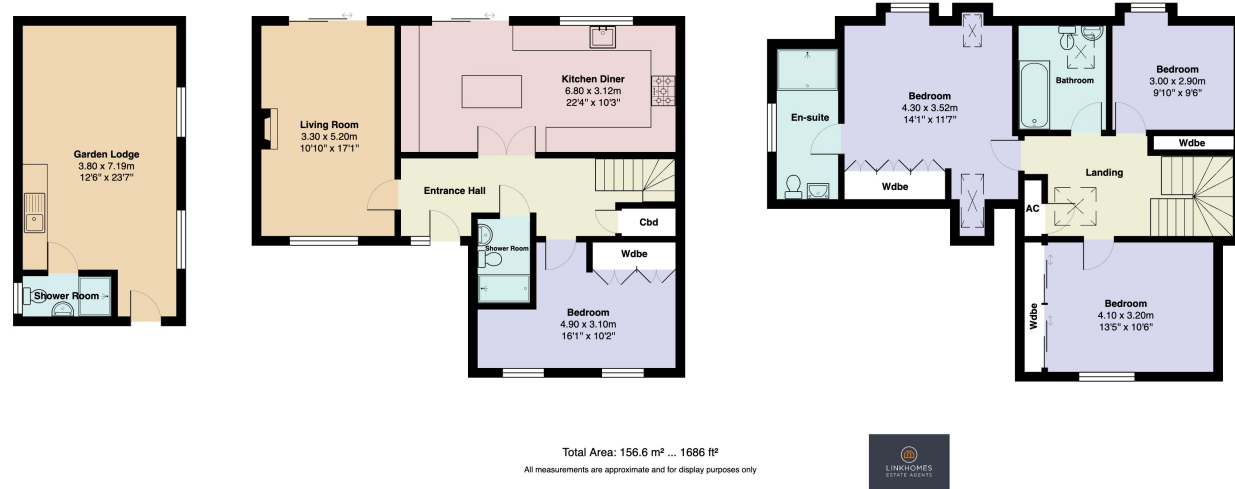 Garden Lodge
3.80 x 7.19m
12'6" x 23'7"
Shower Room
Living Room
3.30 x 5.20m
10'10" x 17'1"
Kitchen Diner
6.80 x 3.12m
22'4" x 10'3"
Entrance Hall
Cbd
Shower Room
Wdbe
Bedroom
4.90 x 3.10m
16'1" x 10'2"
En-suite
Bedroom
4.30 x 3.52m
14'1" x 11'7"
Wdbe
Bathroom
Bedroom
3.00 x 2.90m
9'10" x 9'6"
Wdbe
Landing
AC
Wdbe
Bedroom
4.10 x 3.20m
13'5" x 10'6"
Total Area: 156.6 m² ... 1686 ft²
All measurements are approximate and for display purposes only
LINKHOMES
ESTATE AGENTS